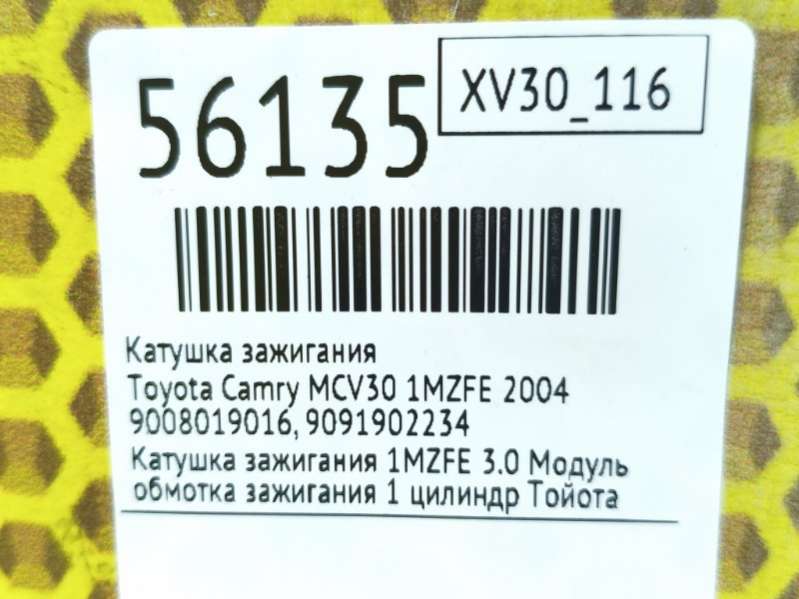 56135
XV30_116
Катушка зажигания
Toyota Camry MCV30 1MZFE 2004
9008019016, 9091902234
Катушка зажигания 1MZFE 3.0 Модуль
обмотка зажигания 1 цилиндр Тойота